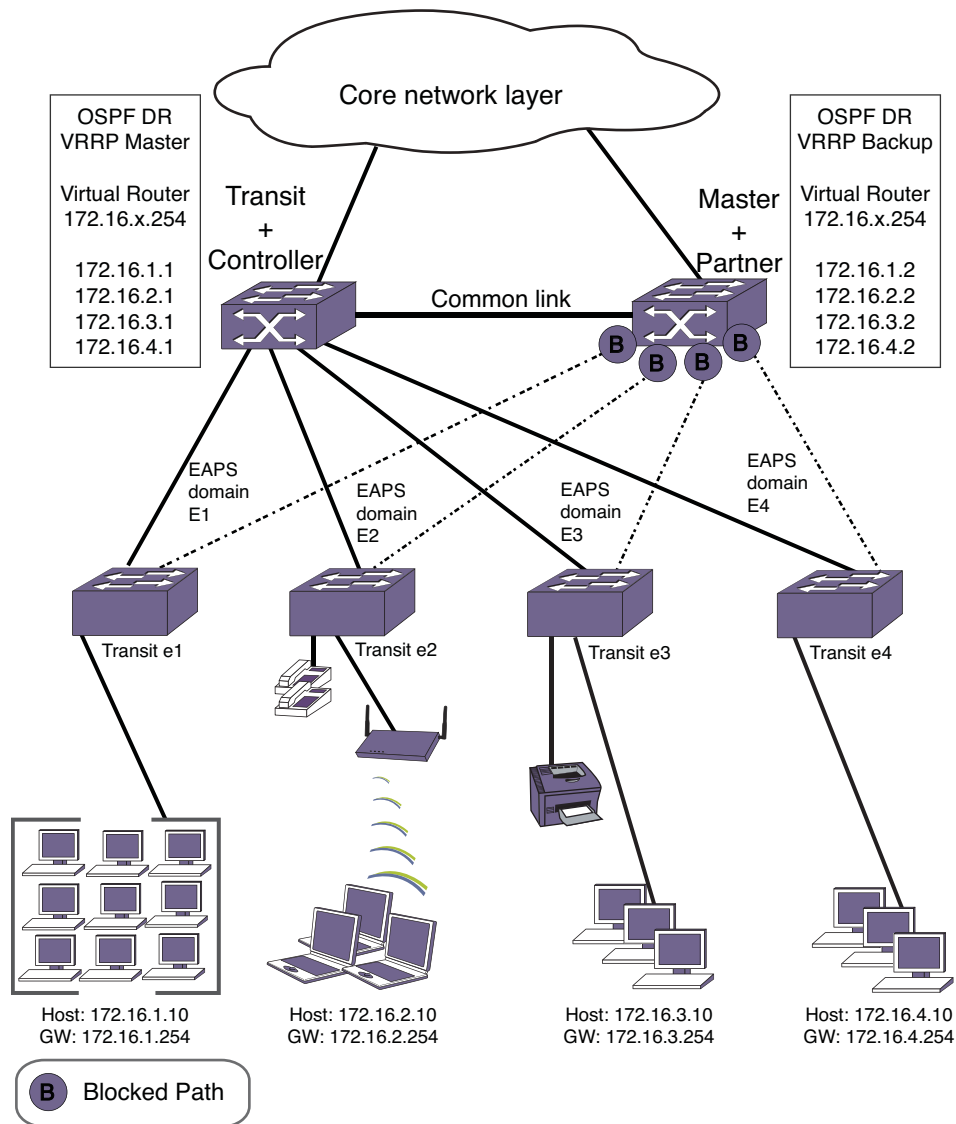 Core network layer
OSPF DR
VRRP Master
Virtual Router
172.16.x.254
172.16.1.1
172.16.2.1
172.16.3.1
172.16.4.1
Transit
+
Controller
Master
+
Partner
OSPF DR
VRRP Backup
Virtual Router
172.16.x.254
172.16.1.2
172.16.2.2
172.16.3.2
172.16.4.2
Common link
B
B
B
B
EAPS
domain
E1
EAPS
domain
E2
EAPS
domain
E3
EAPS
domain
E4
Transit e1
Transit e2
Transit e3
Transit e4
Host: 172.16.1.10
GW: 172.16.1.254
Host: 172.16.2.10
GW: 172.16.2.254
Host: 172.16.3.10
GW: 172.16.3.254
Host: 172.16.4.10
GW: 172.16.4.254
B Blocked Path